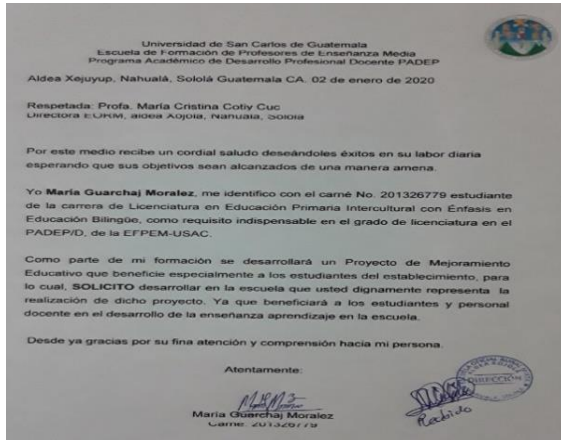 Universidad de San Carlos de Guatemala
Escuela de Formación de Profesores de Enseñanza Media
Programa Académico de Desarrollo Profesional Docente PADEP
Aldea Xejuyup, Nahualá, Sololá Guatemala CA. 02 de enero de 2020
Respetada: Profa. María Cristina Cotiy Cuc
Directora EORM, aldea Xojola, Nahuala, Solola
Por este medio recibe un cordial saludo deseándoles éxitos en su labor diaria
esperando que sus objetivos sean alcanzados de una manera amena.
Yo María Guarchaj Moralez, me identifico con el carné No. 201326779 estudiante
de la carrera de Licenciatura en Educación Primaria Intercultural con Énfasis en
Educación Bilingüe, como requisito indispensable en el grado de licenciatura en el
PADEP/D, de la EFPEM-USAC.
Como parte de mi formación se desarrollará un Proyecto de Mejoramiento
Educativo que beneficie especialmente a los estudiantes del establecimiento, para
lo cual, SOLICITO desarrollar en la escuela que usted dignamente representa la
realización de dicho proyecto. Ya que beneficiará a los estudiantes y personal
docente en el desarrollo de la enseñanza aprendizaje en la escuela.
Desde ya gracias por su fina atención y comprensión hacia mi persona.
Atentamente:
DIRECCIÓN
Recibido
María Guarchaj Moralez
Carné: 201326779